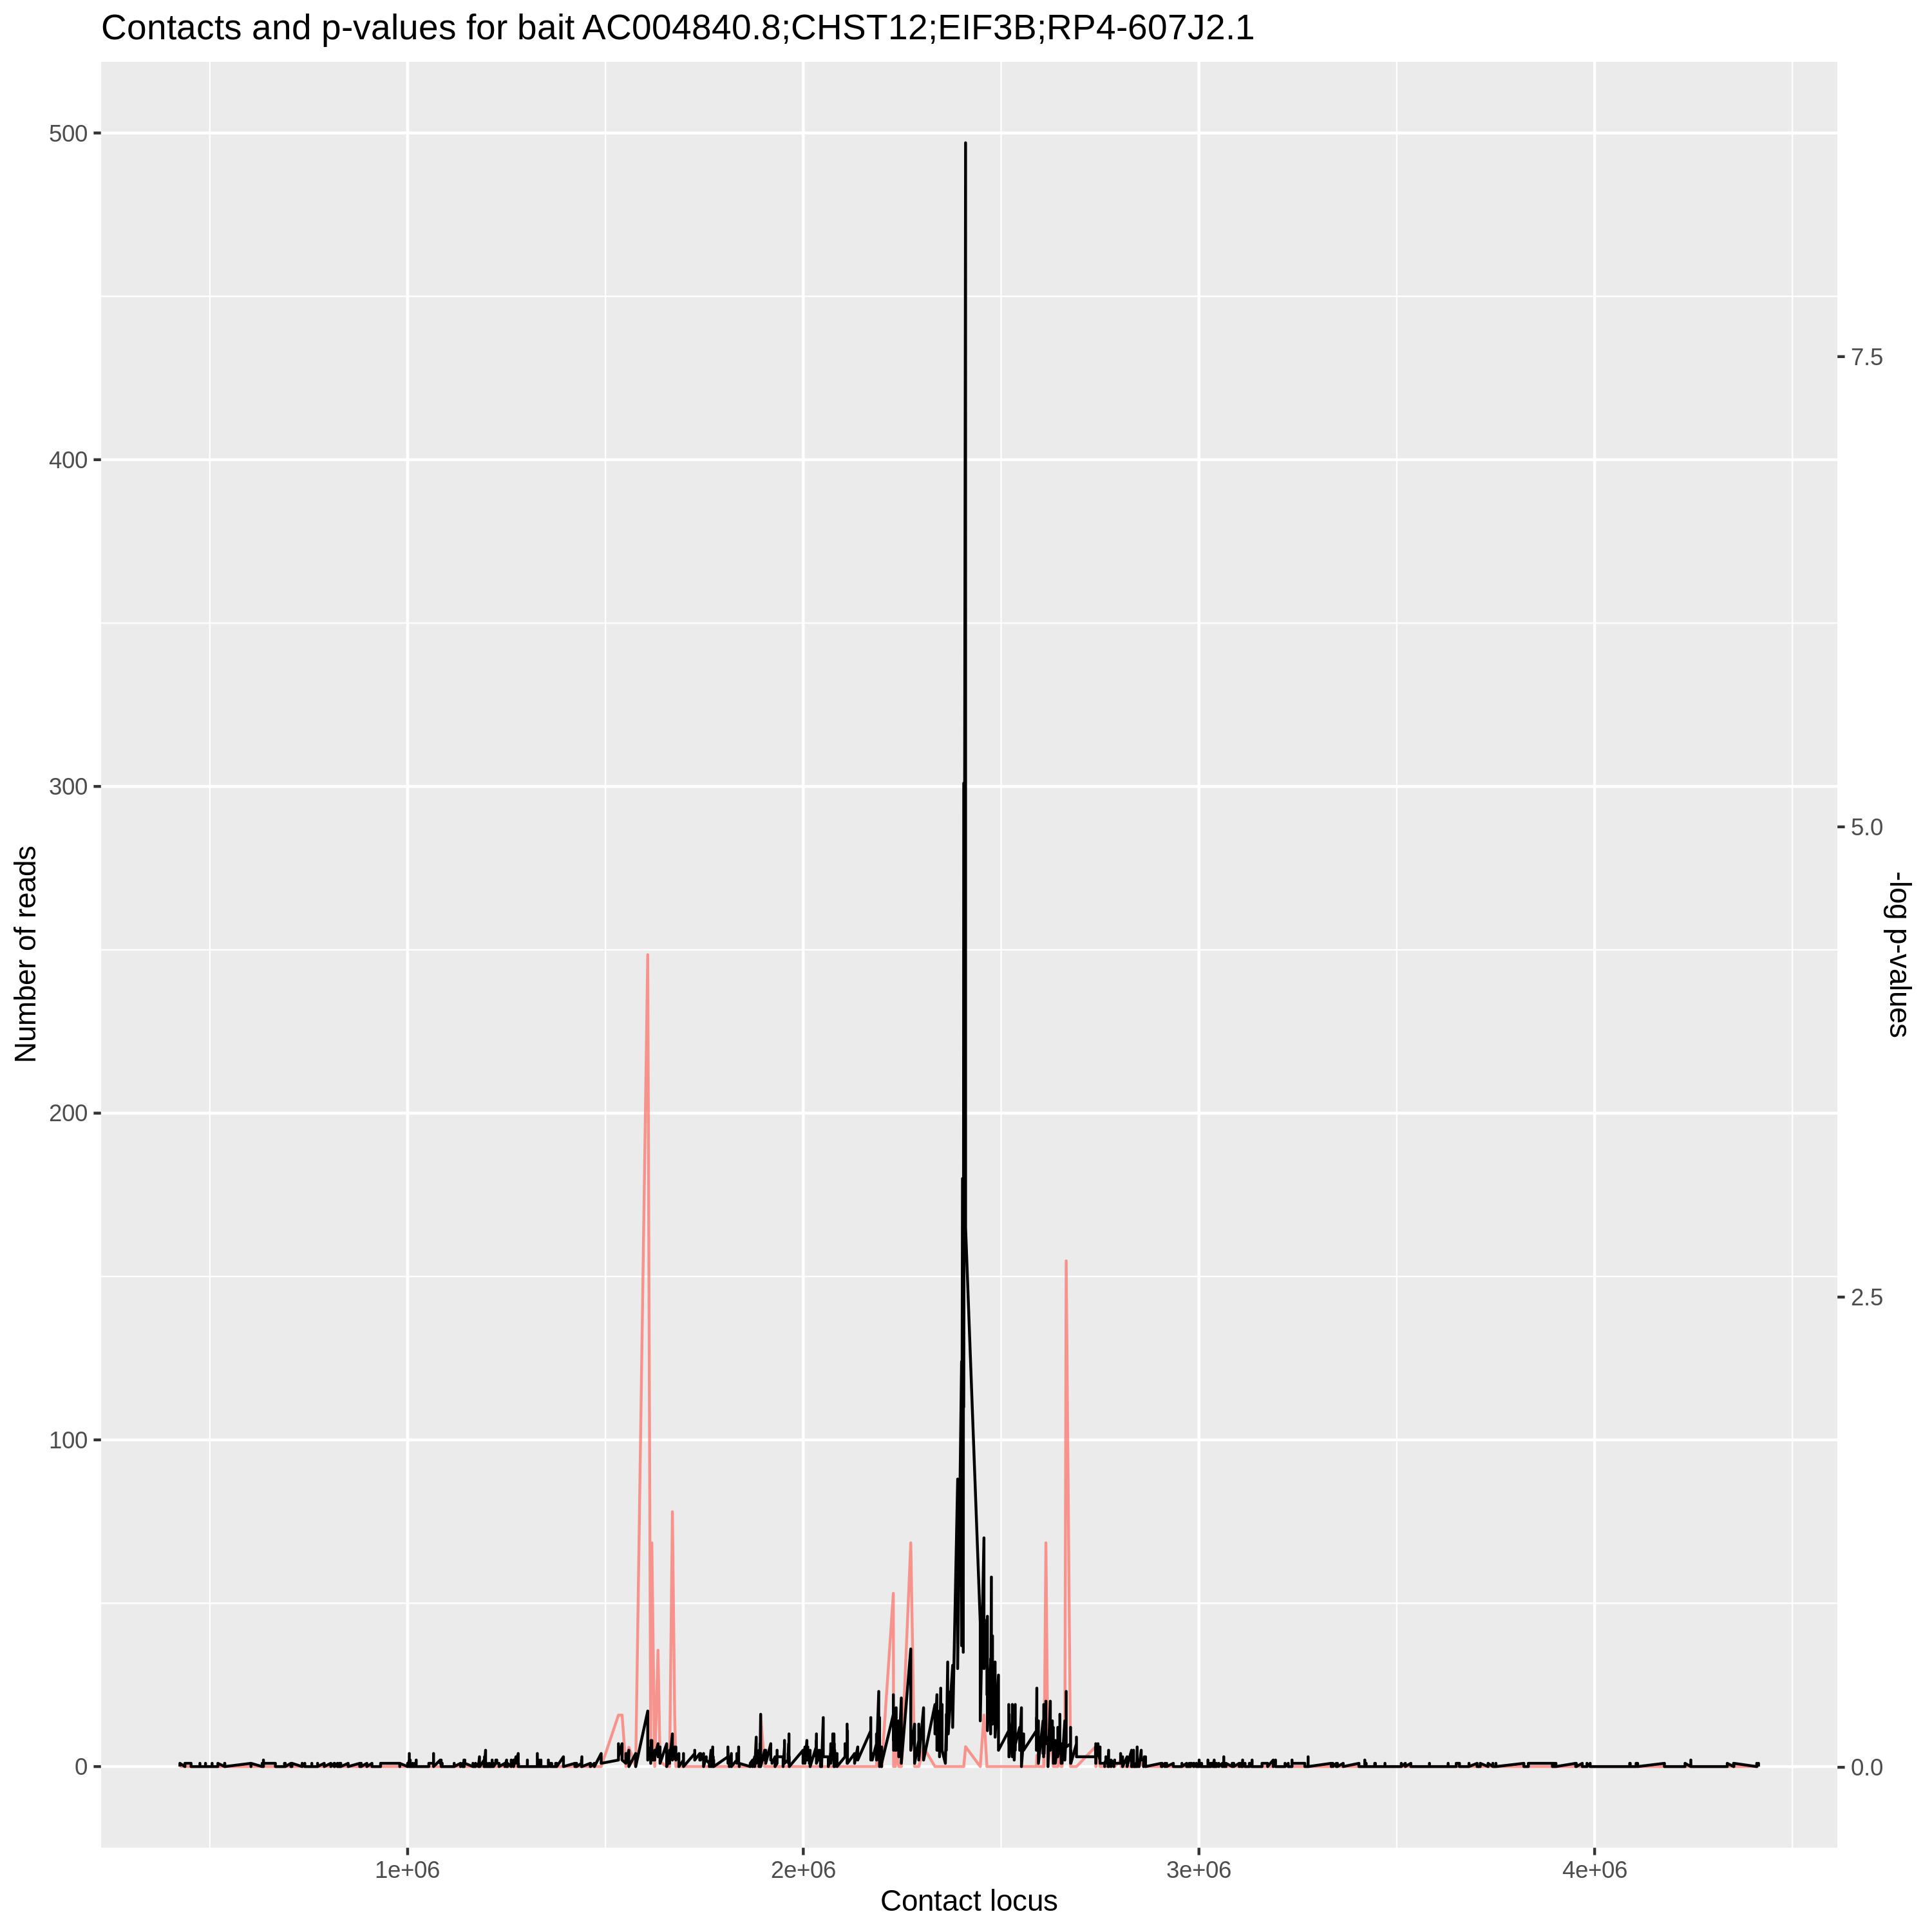 Contacts and p-values for bait AC004840.8;CHST12;EIF3B;RP4-607J2.1
500
400
300
200
100
0
Number of reads
7.5
5.0
2.5
0.0
-log p-values
1e+06
2e+06
3e+06
4e+06
Contact locus